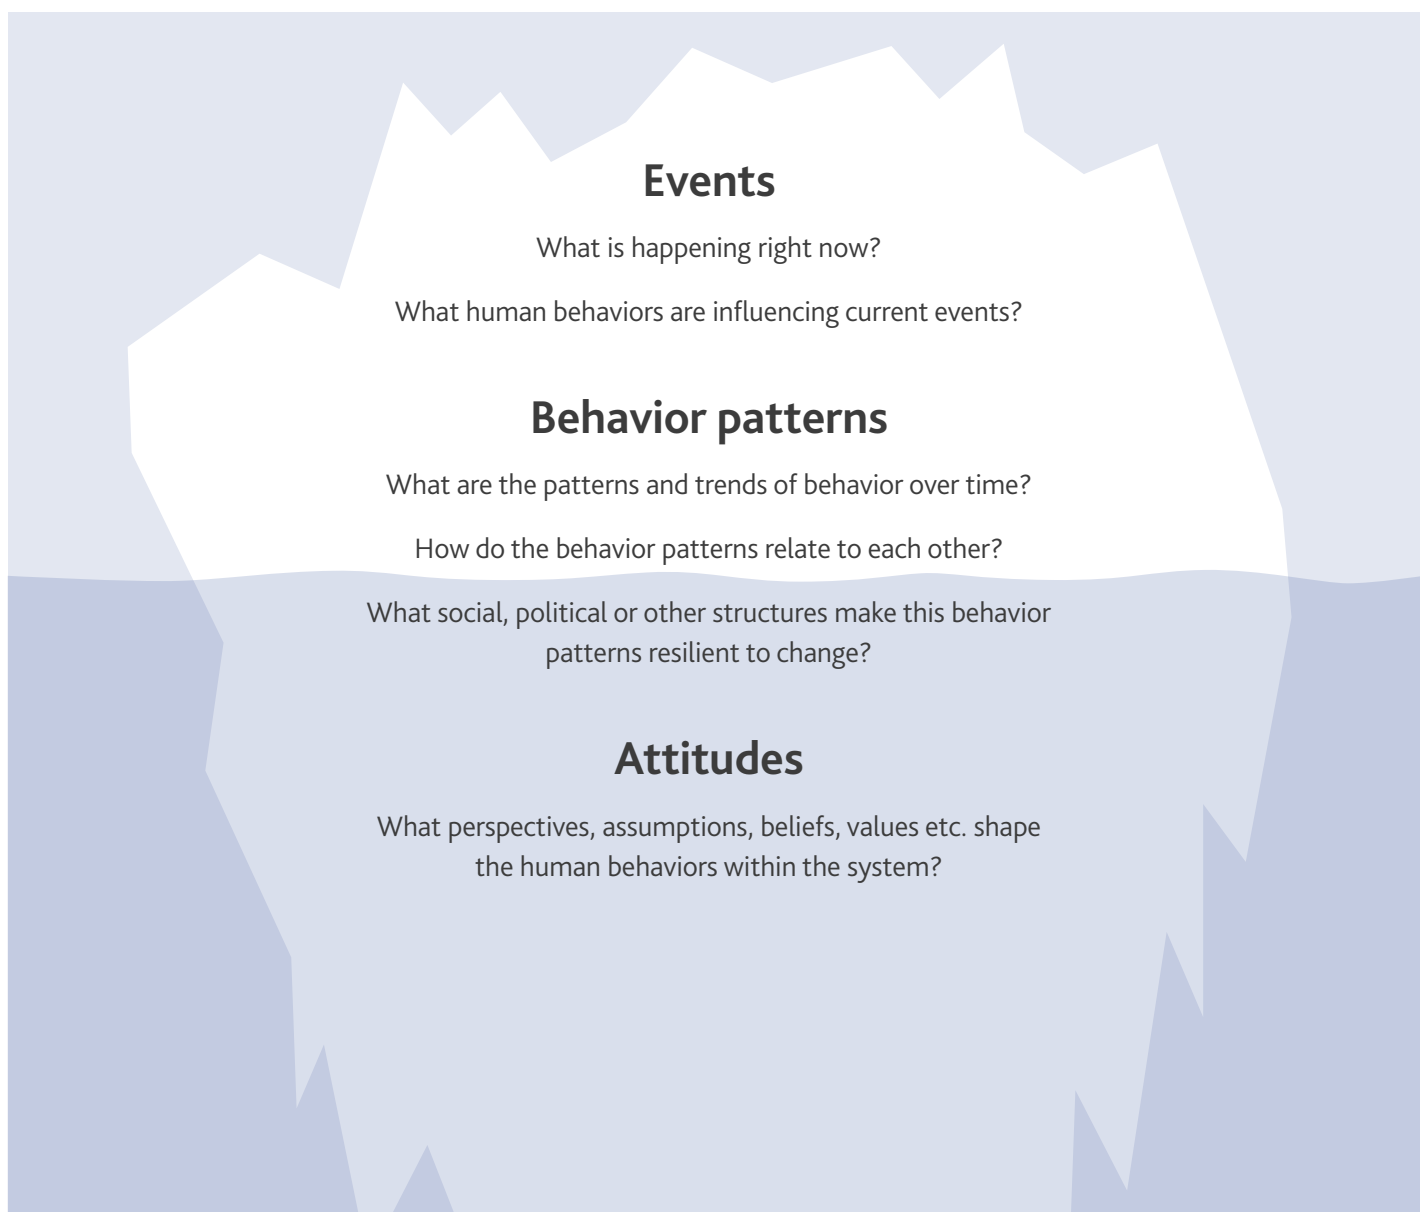 Events
What is happening right now?
What human behaviors are influencing current events?
Behavior patterns
What are the patterns and trends of behavior over time?
How do the behavior patterns relate to each other?
What social, political or other structures make this behavior
patterns resilient to change?
Attitudes
What perspectives, assumptions, beliefs, values etc. shape
the human behaviors within the system?